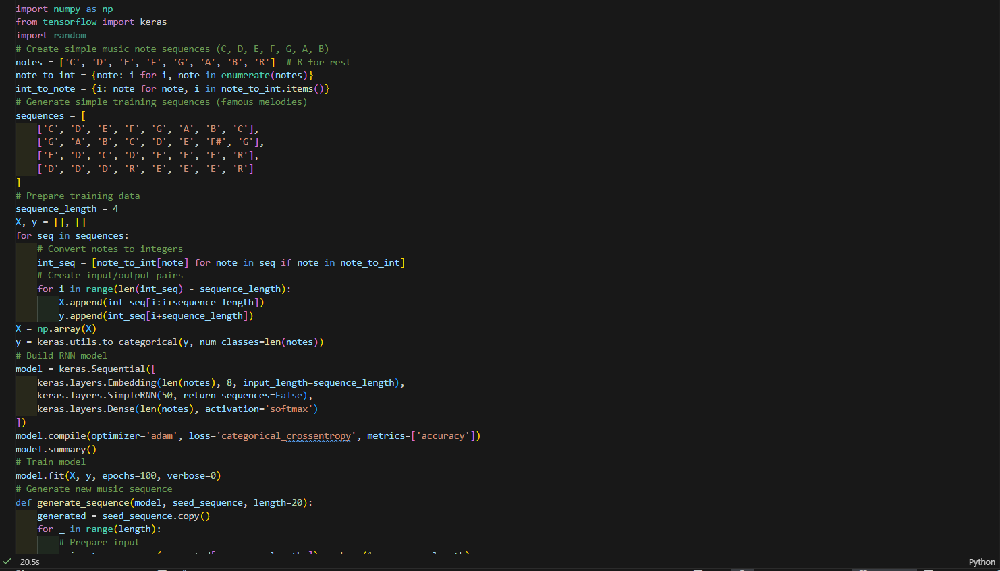 import numpy as np
from tensorflow import keras
import random
# Create simple music note sequences (C, D, E, F, G, A, B)
notes = ['C', 'D', 'E', 'F', 'G', 'A', 'B', 'R']  # R for rest
note_to_int = {note: i for i, note in enumerate(notes)}
int_to_note = {i: note for note, i in note_to_int.items()}
# Generate simple training sequences (famous melodies)
sequences = [
    ['C', 'D', 'E', 'F', 'G', 'A', 'B', 'C'],
    ['G', 'A', 'B', 'C', 'D', 'E', 'F#', 'G'],
    ['E', 'D', 'C', 'D', 'E', 'E', 'E', 'R'],
    ['D', 'D', 'D', 'R', 'E', 'E', 'E', 'R']
]
# Prepare training data
sequence_length = 4
X, y = [], []
for seq in sequences:
    # Convert notes to integers
    int_seq = [note_to_int[note] for note in seq if note in note_to_int]
    # Create input/output pairs
    for i in range(len(int_seq) - sequence_length):
        X.append(int_seq[i:i+sequence_length])
        y.append(int_seq[i+sequence_length])
X = np.array(X)
y = keras.utils.to_categorical(y, num_classes=len(notes))
# Build RNN model
model = keras.Sequential([
    keras.layers.Embedding(len(notes), 8, input_length=sequence_length),
    keras.layers.SimpleRNN(50, return_sequences=False),
    keras.layers.Dense(len(notes), activation='softmax')
])
model.compile(optimizer='adam', loss='categorical_crossentropy', metrics=['accuracy'])
model.summary()
# Train model
model.fit(X, y, epochs=100, verbose=0)
# Generate new music sequence
def generate_sequence(model, seed_sequence, length=20):
    generated = seed_sequence.copy()
    for _ in range(length):
        # Prepare input
20.5s
Python